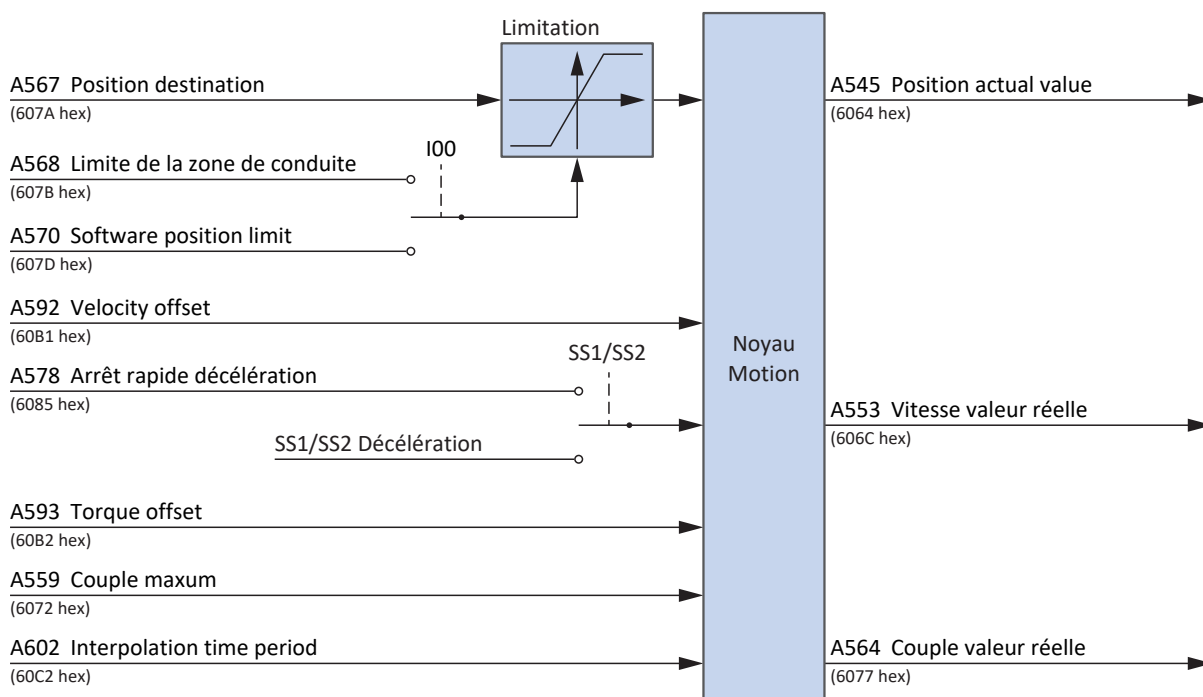 Limitation
A567 Position destination
(607A hex)
A568 Limite de la zone de conduite
(607B hex)
I00
A570 Software position limit
(607D hex)
A592 Velocity offset
(60B1 hex)
SS1/SS2
A578 Arrêt rapide décélération
(6085 hex)
SS1/SS2 Décélération
A593 Torque offset
(60B2 hex)
A559 Couple maxum
(6072 hex)
A602 Interpolation time period
(60C2 hex)
Noyau
Motion
A545 Position actual value
(6064 hex)
A553 Vitesse valeur réelle
(606C hex)
A564 Couple valeur réelle
(6077 hex)